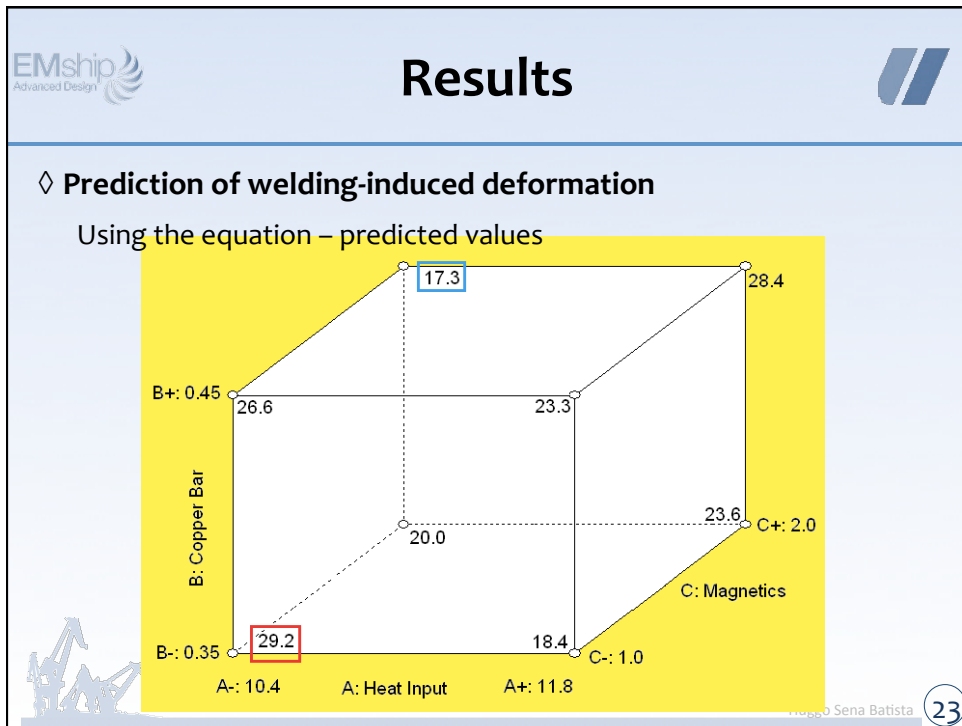 EMship
Advanced Design
Results
◊ Prediction of welding-induced deformation
Using the equation – predicted values
17.3
28.4
B+: 0.45
26.6
23.3
B: Copper Bar
20.0
23.6
C+: 2.0
C: Magnetics
B-: 0.35
29.2
18.4
C-: 1.0
A-: 10.4
A: Heat Input
A+: 11.8
Sena Batista
23